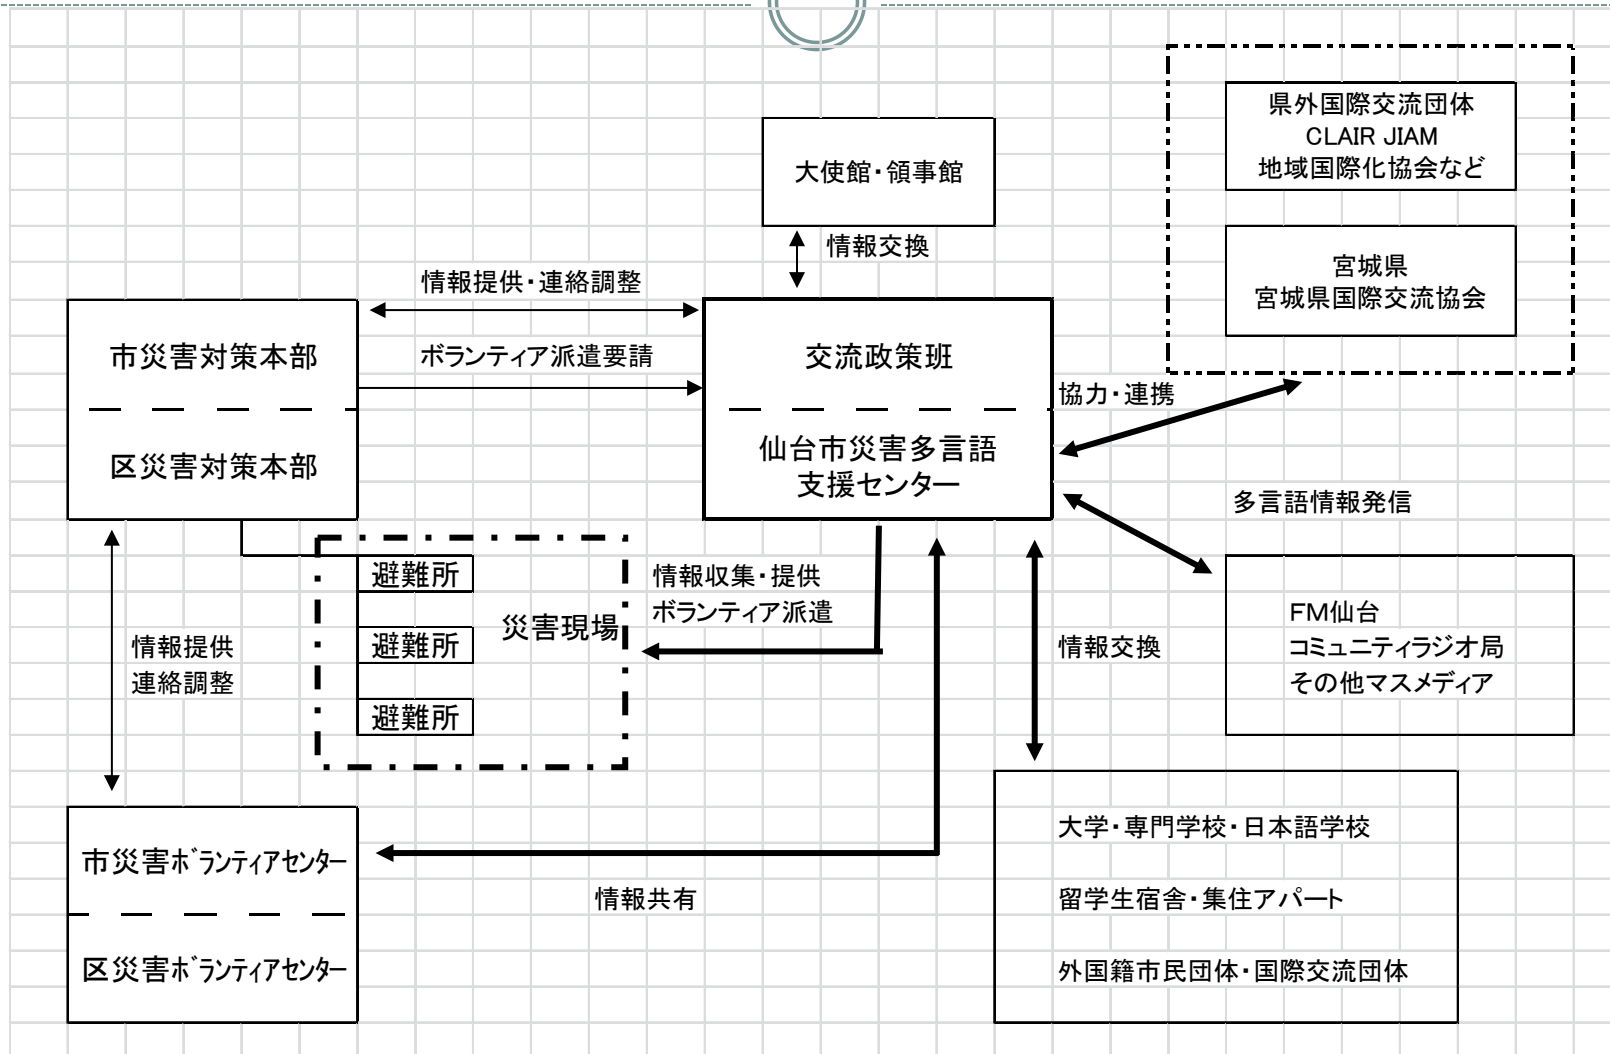 県外国際交流団体
CLAIR JIAM
地域国際化協会など
大使館・領事館
情報交換
宮城県
宮城県国際交流協会
情報提供・連絡調整
市災害対策本部
ボランティア派遣要請
交流政策班
協力・連携
区災害対策本部
仙台市災害多言語
支援センター
多言語情報発信
避難所
情報収集・提供
ボランティア派遣
災害現場
FM仙台
コミュニティラジオ局
その他マスメディア
情報提供
連絡調整
避難所
情報交換
避難所
大学・専門学校・日本語学校
市災害ﾎﾞﾗﾝﾃｨｱｾﾝﾀｰ
情報共有
留学生宿舎・集住アパート
区災害ﾎﾞﾗﾝﾃｨｱｾﾝﾀｰ
外国籍市民団体・国際交流団体